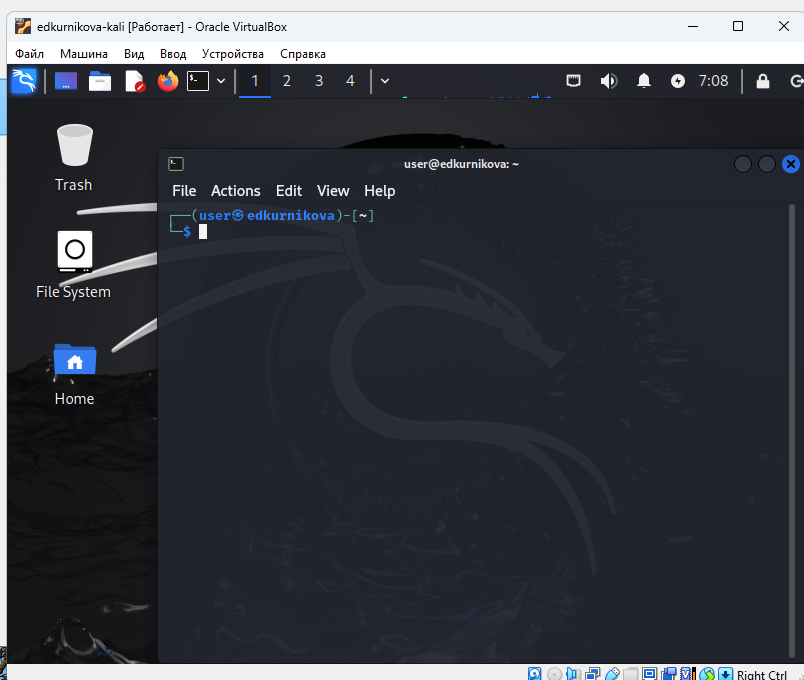 edkurnikova-kali [Работает] - Oracle VirtualBox
Файл Машина Вид Ввод Устройства Справка
1 2 3 4 7:08
Trash
user@edkurnikova: ~
File Actions Edit View Help
┌──(user㉿edkurnikova)-[~]
└─$
File System
Home
Right Ctrl